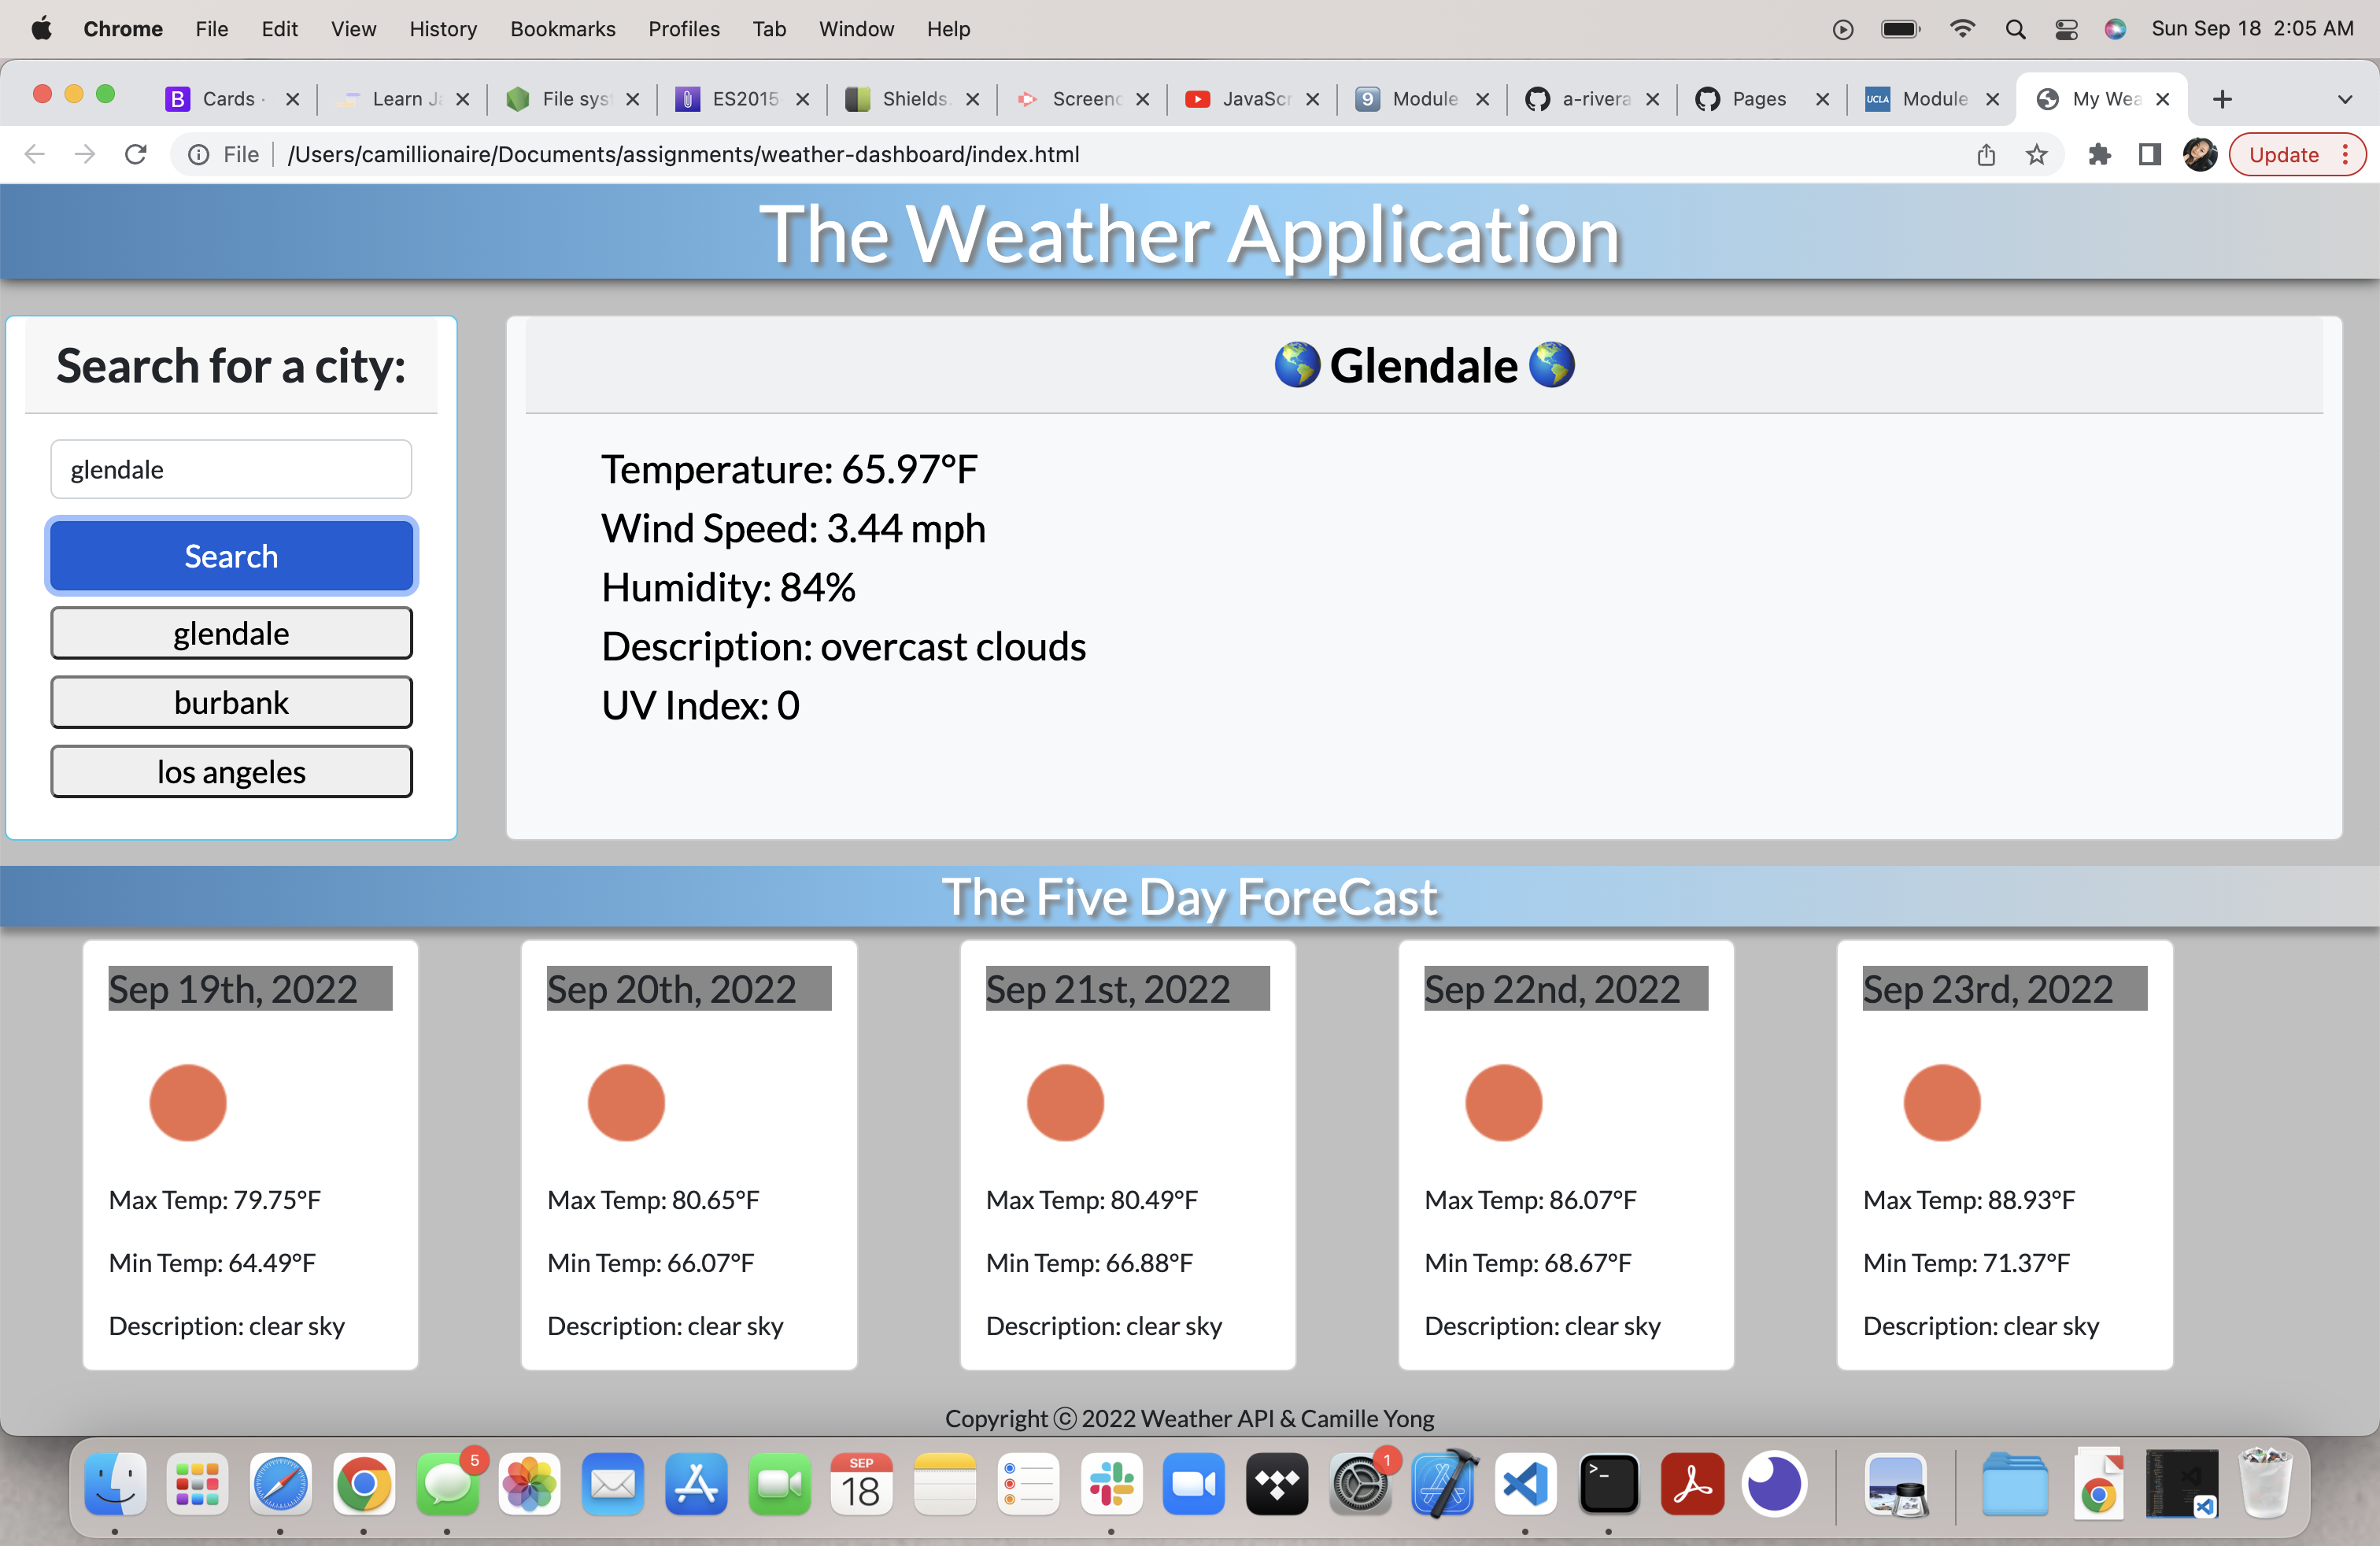 Chrome File Edit View History Bookmarks Profiles Tab Window Help Sun Sep 18 2:05 AM
B Cards · Learn Ja File sys ES2015 Shields. Screenc JavaScr 9 Module a-rivera Pages UCLA Module My Wea
File /Users/camillionaire/Documents/assignments/weather-dashboard/index.html Update
The Weather Application
Search for a city:
glendale
Search
glendale
burbank
los angeles
🌎 Glendale 🌎
Temperature: 65.97°F
Wind Speed: 3.44 mph
Humidity: 84%
Description: overcast clouds
UV Index: 0
The Five Day ForeCast
Sep 19th, 2022
Max Temp: 79.75°F
Min Temp: 64.49°F
Description: clear sky
Sep 20th, 2022
Max Temp: 80.65°F
Min Temp: 66.07°F
Description: clear sky
Sep 21st, 2022
Max Temp: 80.49°F
Min Temp: 66.88°F
Description: clear sky
Sep 22nd, 2022
Max Temp: 86.07°F
Min Temp: 68.67°F
Description: clear sky
Sep 23rd, 2022
Max Temp: 88.93°F
Min Temp: 71.37°F
Description: clear sky
Copyright ⓒ 2022 Weather API & Camille Yong
5
SEP
18
1
>_